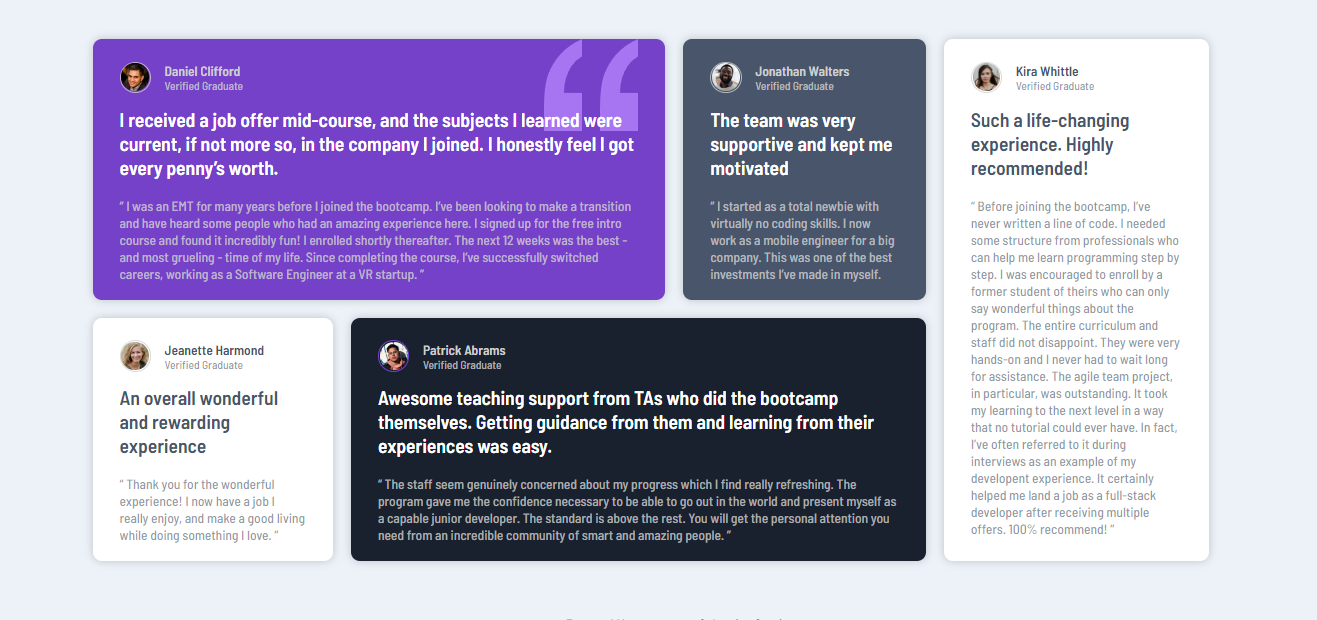 Daniel Clifford
Verified Graduate
I received a job offer mid-course, and the subjects I learned were
current, if not more so, in the company I joined. I honestly feel I got
every penny’s worth.
“ I was an EMT for many years before I joined the bootcamp. I’ve been looking to make a transition
and have heard some people who had an amazing experience here. I signed up for the free intro
course and found it incredibly fun! I enrolled shortly thereafter. The next 12 weeks was the best -
and most grueling - time of my life. Since completing the course, I’ve successfully switched
careers, working as a Software Engineer at a VR startup. ”
Jonathan Walters
Verified Graduate
The team was very
supportive and kept me
motivated
“ I started as a total newbie with
virtually no coding skills. I now
work as a mobile engineer for a big
company. This was one of the best
investments I’ve made in myself.
Kira Whittle
Verified Graduate
Such a life-changing
experience. Highly
recommended!
“ Before joining the bootcamp, I’ve
never written a line of code. I needed
some structure from professionals who
can help me learn programming step by
step. I was encouraged to enroll by a
former student of theirs who can only
say wonderful things about the
program. The entire curriculum and
staff did not disappoint. They were very
hands-on and I never had to wait long
for assistance. The agile team project,
in particular, was outstanding. It took
my learning to the next level in a way
that no tutorial could ever have. In fact,
I’ve often referred to it during
interviews as an example of my
developent experience. It certainly
helped me land a job as a full-stack
developer after receiving multiple
offers. 100% recommend! ”
Jeanette Harmond
Verified Graduate
An overall wonderful
and rewarding
experience
“ Thank you for the wonderful
experience! I now have a job I
really enjoy, and make a good living
while doing something I love. ”
Patrick Abrams
Verified Graduate
Awesome teaching support from TAs who did the bootcamp
themselves. Getting guidance from them and learning from their
experiences was easy.
“ The staff seem genuinely concerned about my progress which I find really refreshing. The
program gave me the confidence necessary to be able to go out in the world and present myself as
a capable junior developer. The standard is above the rest. You will get the personal attention you
need from an incredible community of smart and amazing people. ”